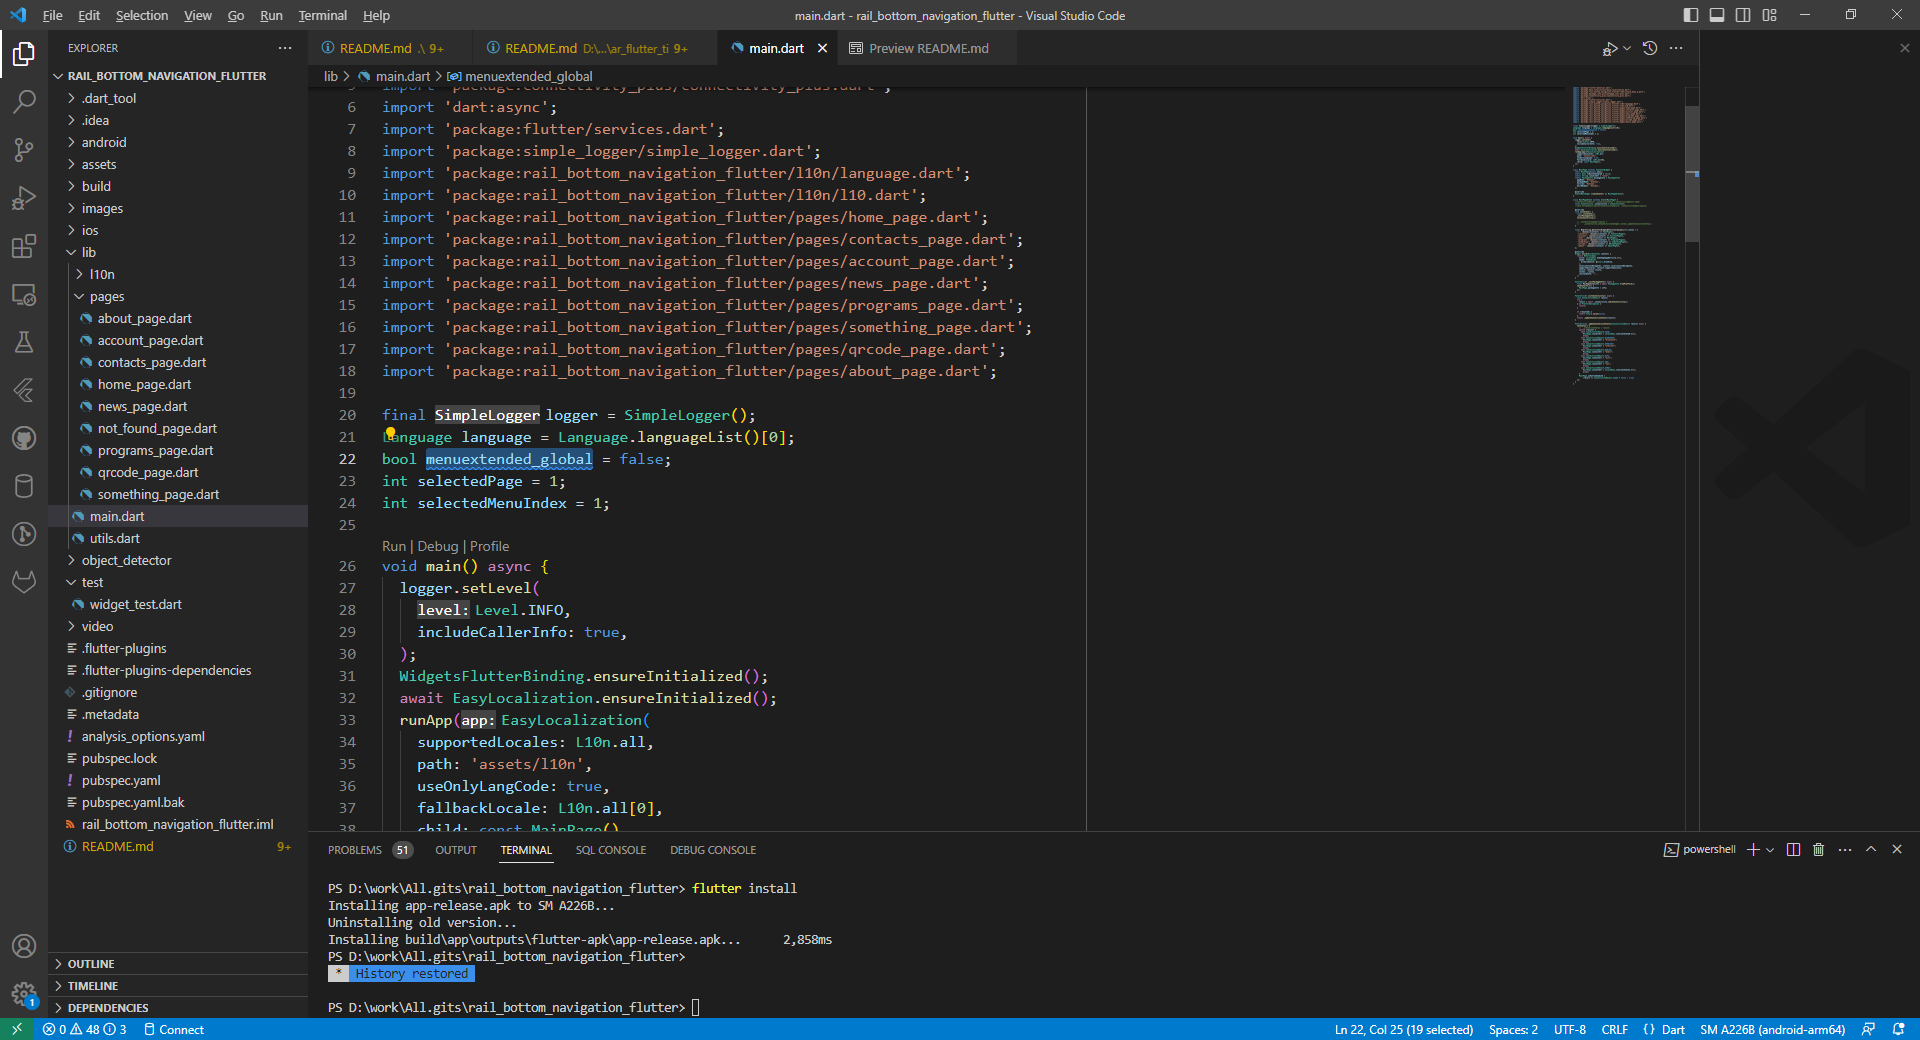 File Edit Selection View Go Run Terminal Help
main.dart - rail_bottom_navigation_flutter - Visual Studio Code
EXPLORER
RAIL_BOTTOM_NAVIGATION_FLUTTER
.dart_tool
.idea
android
assets
build
images
ios
lib
l10n
pages
about_page.dart
account_page.dart
contacts_page.dart
home_page.dart
news_page.dart
not_found_page.dart
programs_page.dart
qrcode_page.dart
something_page.dart
main.dart
utils.dart
object_detector
test
widget_test.dart
video
.flutter-plugins
.flutter-plugins-dependencies
.gitignore
.metadata
analysis_options.yaml
pubspec.lock
pubspec.yaml
pubspec.yaml.bak
rail_bottom_navigation_flutter.iml
README.md 9+
OUTLINE
TIMELINE
DEPENDENCIES
1
README.md .\ 9+
README.md D:\...\ar_flutter_ti 9+
main.dart
Preview README.md
lib > main.dart > menuextended_global
import 'package:connectivity_plus/connectivity_plus.dart';
6 import 'dart:async';
7 import 'package:flutter/services.dart';
8 import 'package:simple_logger/simple_logger.dart';
9 import 'package:rail_bottom_navigation_flutter/l10n/language.dart';
10 import 'package:rail_bottom_navigation_flutter/l10n/l10.dart';
11 import 'package:rail_bottom_navigation_flutter/pages/home_page.dart';
12 import 'package:rail_bottom_navigation_flutter/pages/contacts_page.dart';
13 import 'package:rail_bottom_navigation_flutter/pages/account_page.dart';
14 import 'package:rail_bottom_navigation_flutter/pages/news_page.dart';
15 import 'package:rail_bottom_navigation_flutter/pages/programs_page.dart';
16 import 'package:rail_bottom_navigation_flutter/pages/something_page.dart';
17 import 'package:rail_bottom_navigation_flutter/pages/qrcode_page.dart';
18 import 'package:rail_bottom_navigation_flutter/pages/about_page.dart';
19
20 final SimpleLogger logger = SimpleLogger();
21 Language language = Language.languageList()[0];
22 bool menuextended_global = false;
23 int selectedPage = 1;
24 int selectedMenuIndex = 1;
25
Run | Debug | Profile
26 void main() async {
27 logger.setLevel(
28 level: Level.INFO,
29 includeCallerInfo: true,
30 );
31 WidgetsFlutterBinding.ensureInitialized();
32 await EasyLocalization.ensureInitialized();
33 runApp(app: EasyLocalization(
34 supportedLocales: L10n.all,
35 path: 'assets/l10n',
36 useOnlyLangCode: true,
37 fallbackLocale: L10n.all[0],
38 child: const MainPage()
PROBLEMS 51 OUTPUT TERMINAL SQL CONSOLE DEBUG CONSOLE
powershell
PS D:\work\All.gits\rail_bottom_navigation_flutter> flutter install
Installing app-release.apk to SM A226B...
Uninstalling old version...
Installing build\app\outputs\flutter-apk\app-release.apk... 2,858ms
PS D:\work\All.gits\rail_bottom_navigation_flutter>
* History restored
PS D:\work\All.gits\rail_bottom_navigation_flutter>
0 48 3 Connect
Ln 22, Col 25 (19 selected) Spaces: 2 UTF-8 CRLF {} Dart SM A226B (android-arm64)